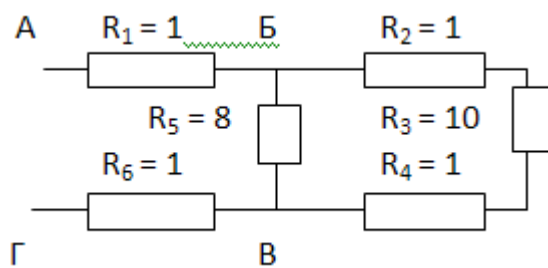 А R₁ = 1 Б R₂ = 1
R₅ = 8 R₃ = 10
R₆ = 1 R₄ = 1
Г В